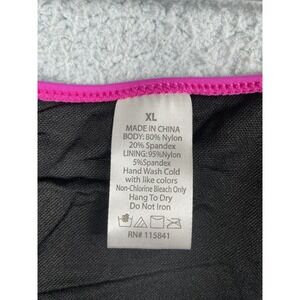 XL
MADE IN CHINA
BODY: 80% Nylon
20% Spandex
LINING: 95%Nylon
5%Spandex
Hand Wash Cold
with like colors
Non-Chlorine Bleach Only
Hang To Dry
Do Not Iron
RN# 115841